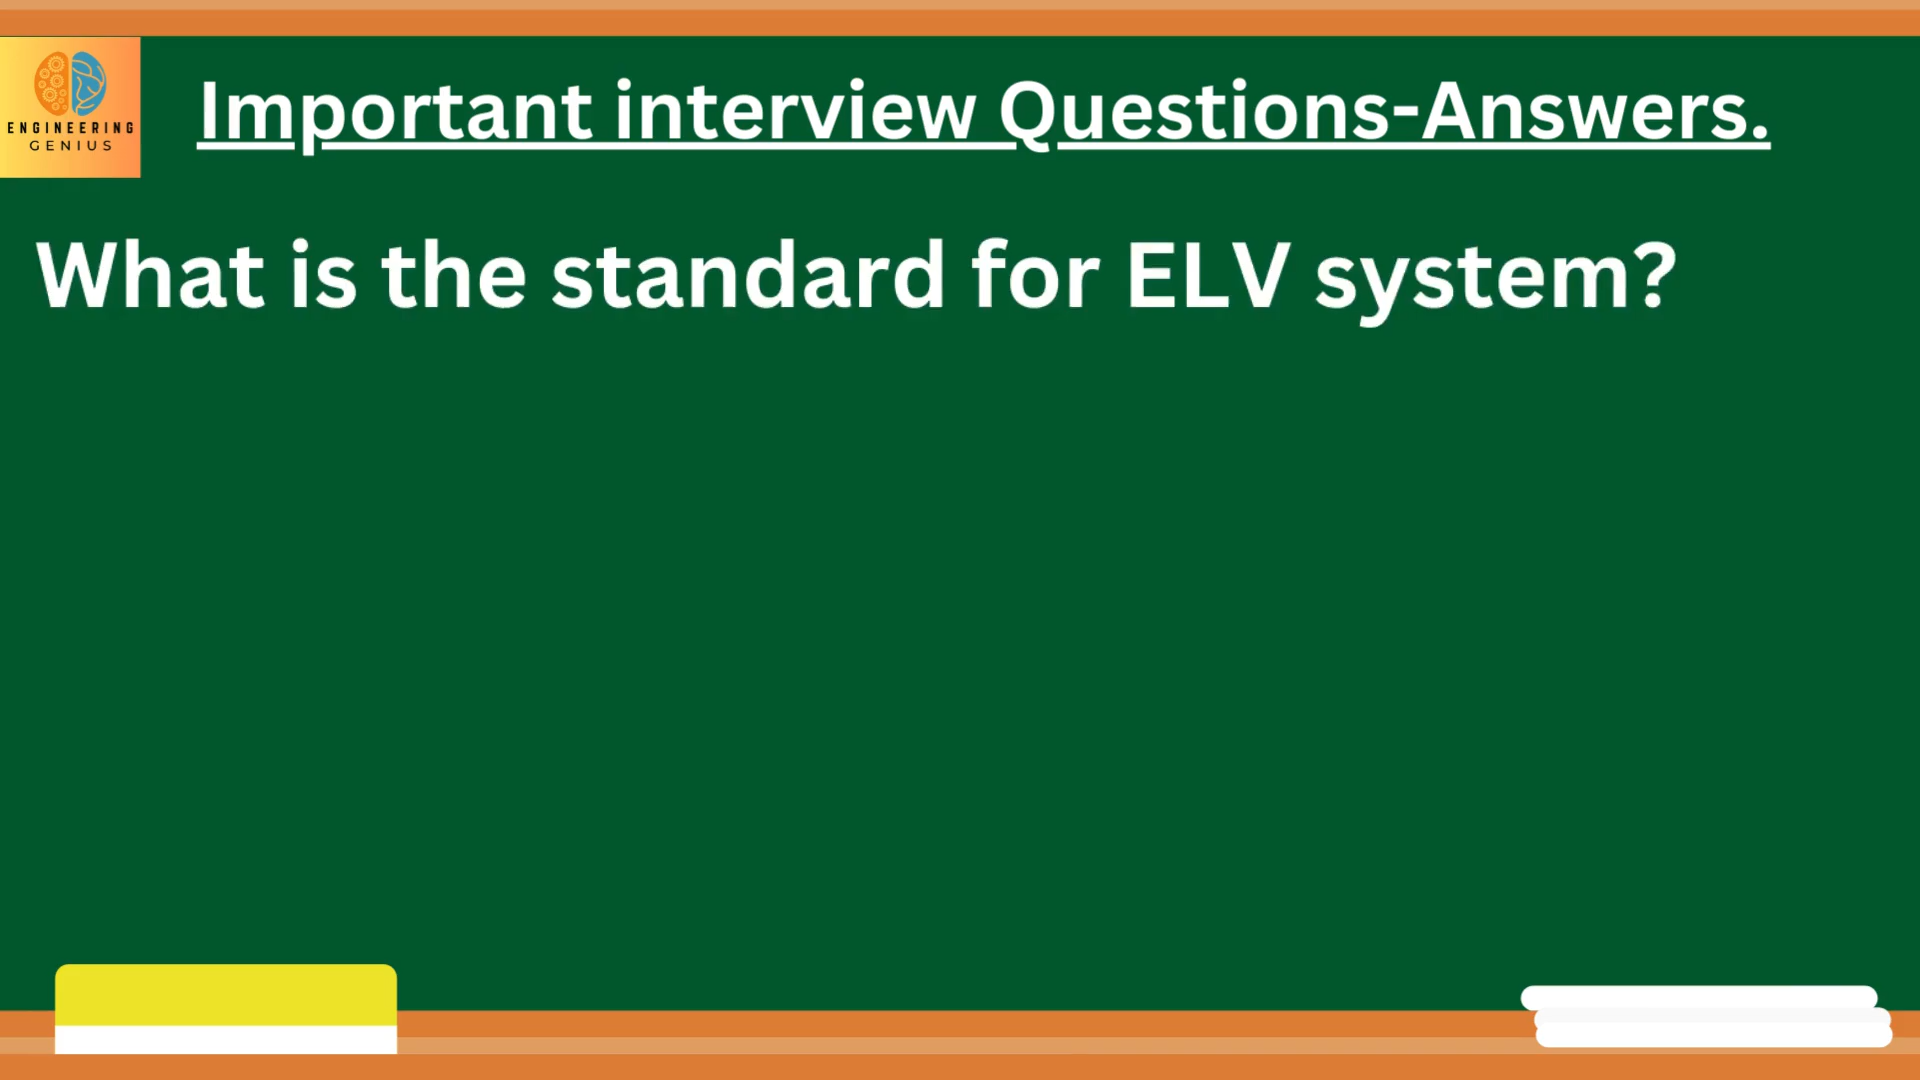 ENGINEERING
GENIUS
Important interview Questions-Answers.
What is the standard for ELV system?